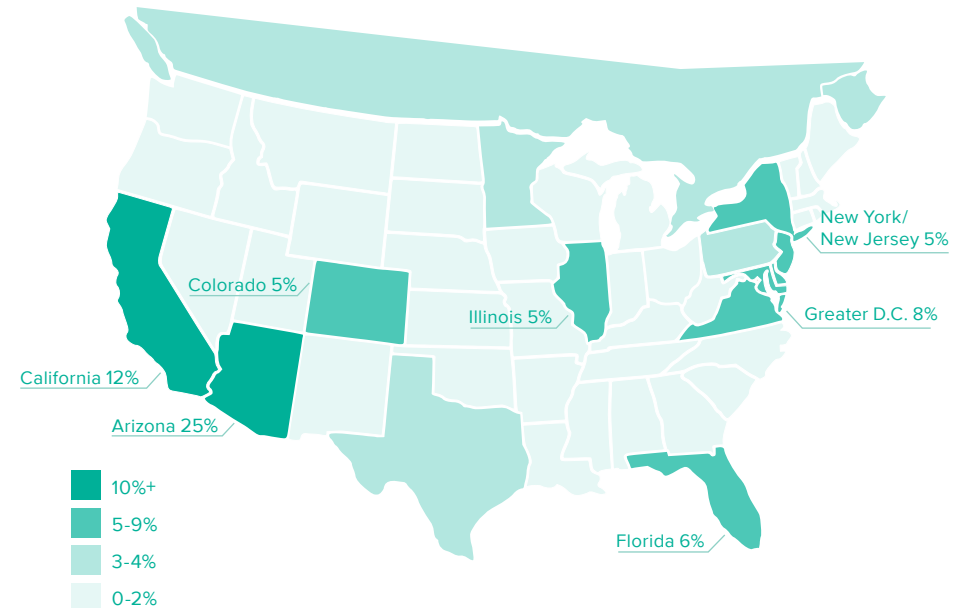 New York/
New Jersey 5%
Colorado 5%
Illinois 5%
Greater D.C. 8%
California 12%
Arizona 25%
Florida 6%
10%+
5-9%
3-4%
0-2%